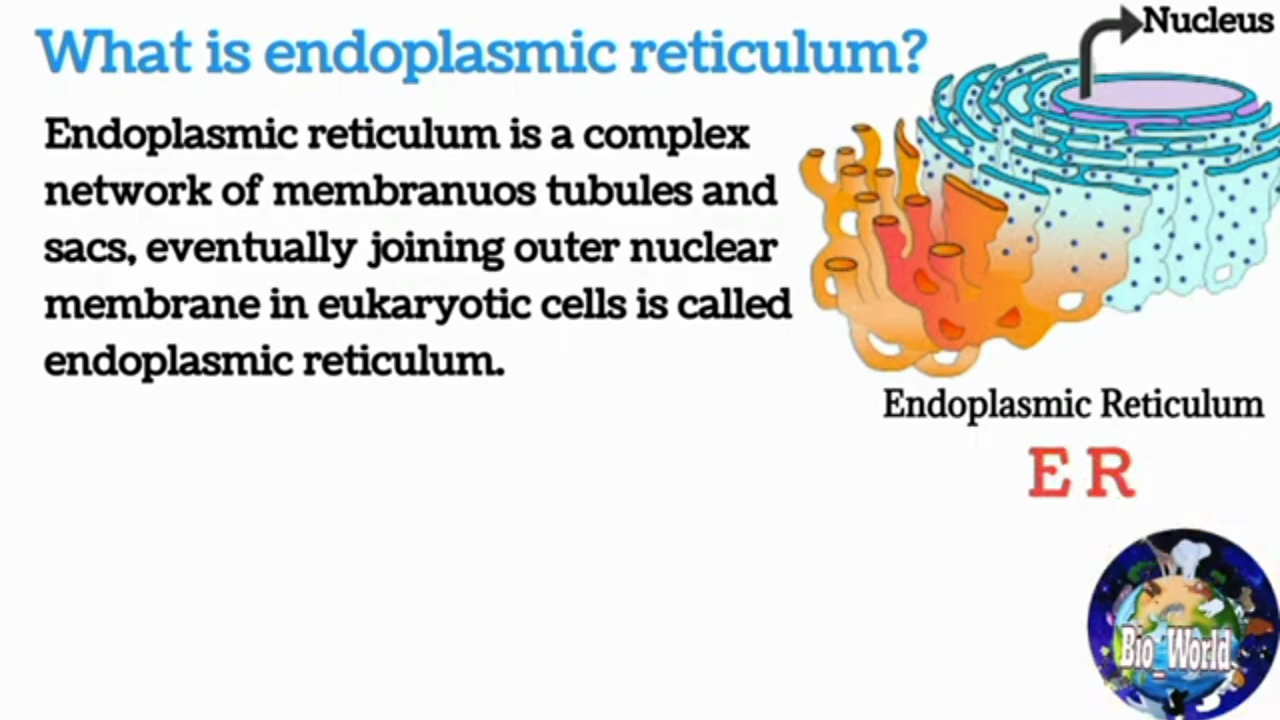 What is endoplasmic reticulum?
Nucleus
Endoplasmic reticulum is a complex
network of membranuos tubules and
sacs, eventually joining outer nuclear
membrane in eukaryotic cells is called
endoplasmic reticulum.
Endoplasmic Reticulum
E R
Bio_World